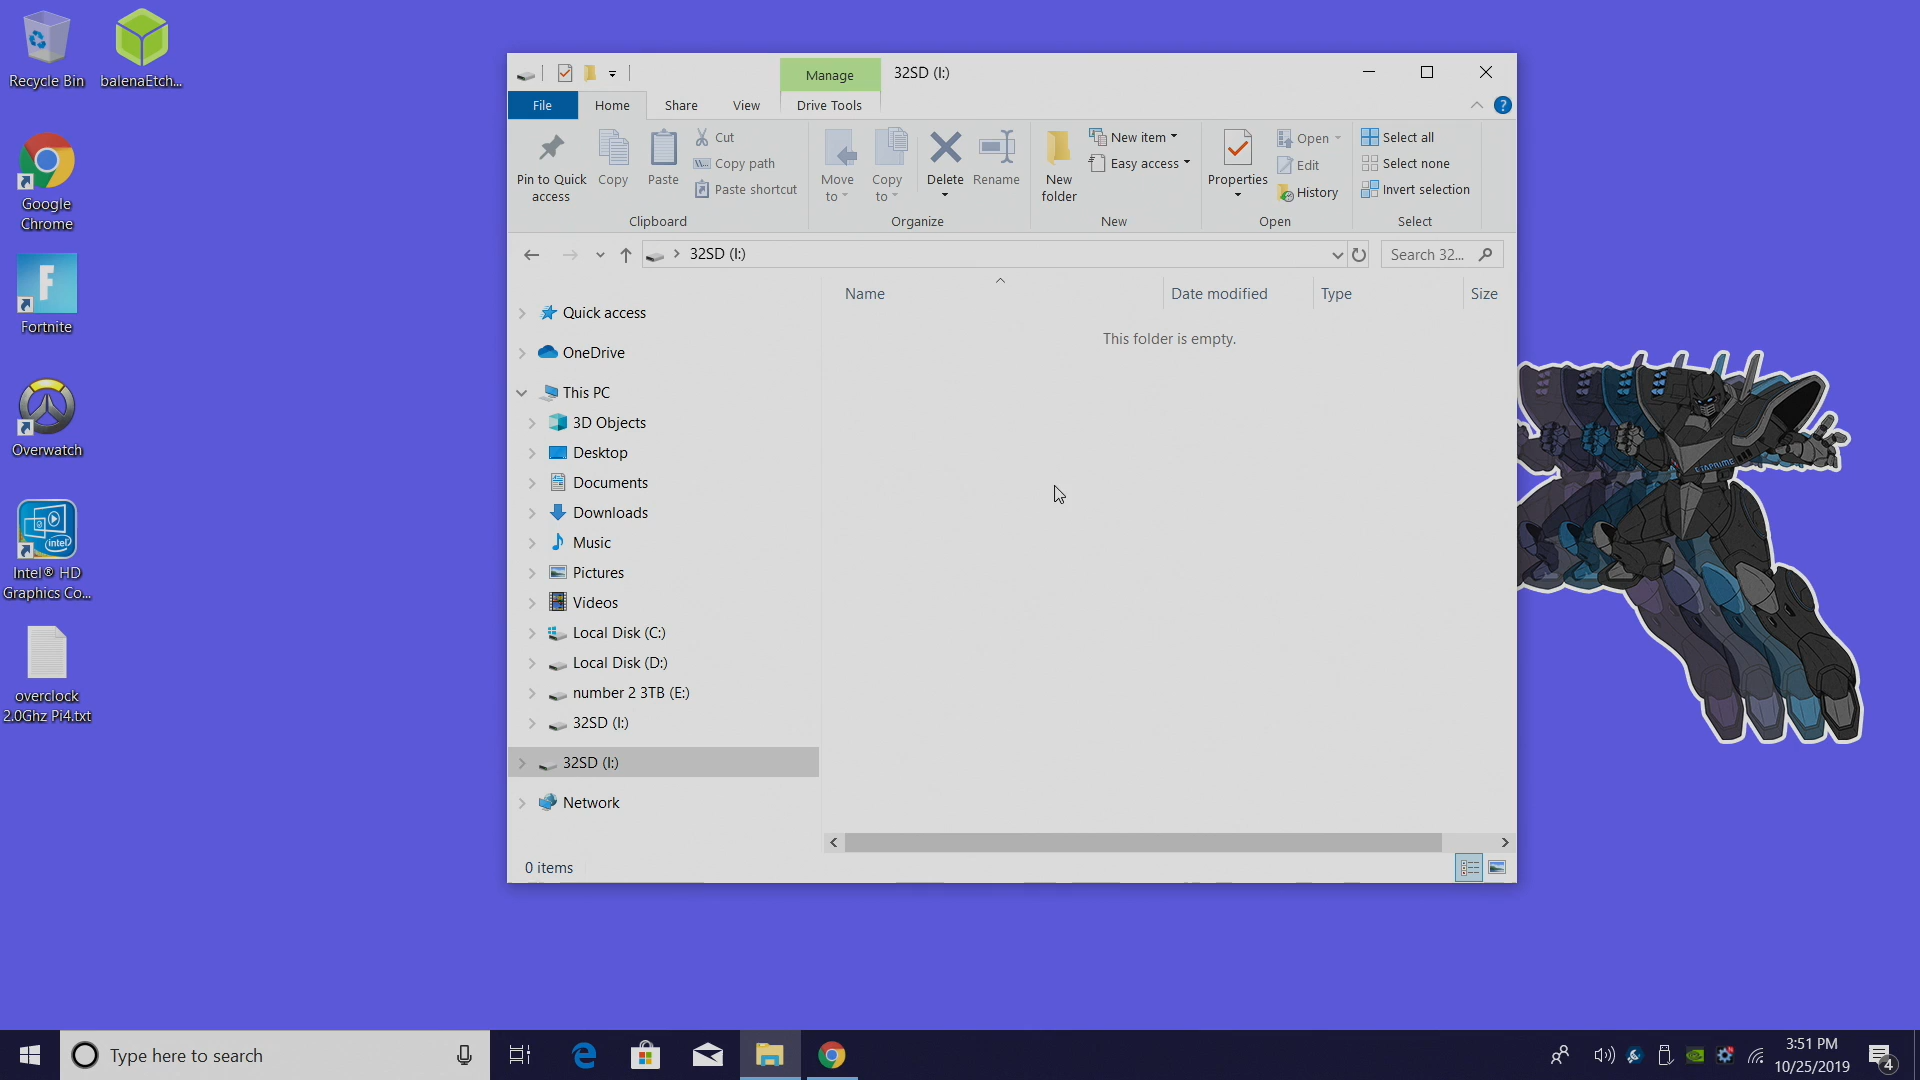 Recycle Bin
balenaEtch...
Google
Chrome
Fortnite
Overwatch
intel
Intel® HD
Graphics Co...
overclock
2.0Ghz Pi4.txt
Manage
32SD (I:)
File
Home
Share
View
Drive Tools
Pin to Quick
access
Copy
Paste
Cut
Copy path
Paste shortcut
Clipboard
Move
to
Copy
to
Delete
Rename
Organize
New
folder
New item
Easy access
New
Properties
Open
Edit
History
Open
Select all
Select none
Invert selection
Select
32SD (I:)
Search 32...
Name
Date modified
Type
Size
This folder is empty.
Quick access
OneDrive
This PC
3D Objects
Desktop
Documents
Downloads
Music
Pictures
Videos
Local Disk (C:)
Local Disk (D:)
number 2 3TB (E:)
32SD (I:)
32SD (I:)
Network
0 items
ETAPRIME
Type here to search
3:51 PM
10/25/2019
4